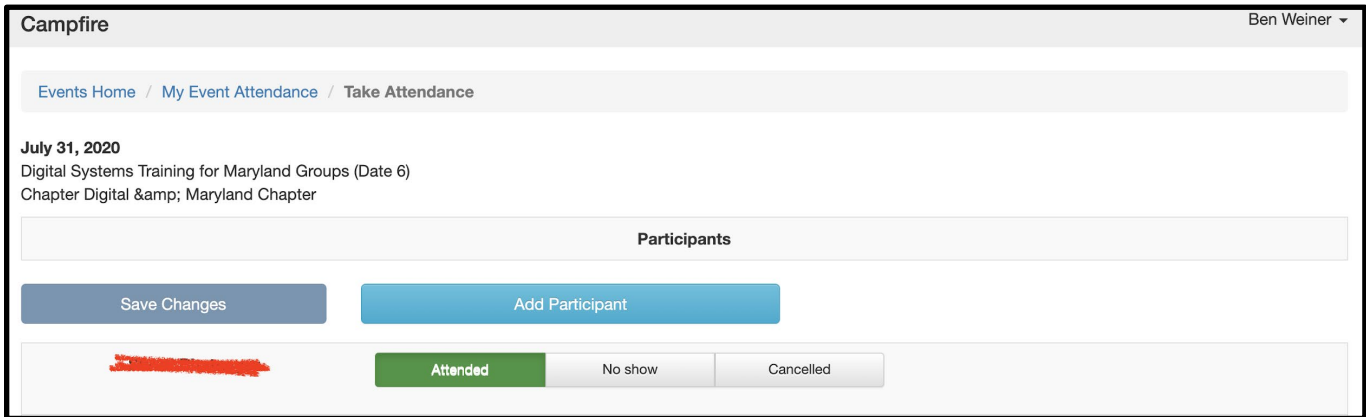 Campfire
Ben Weiner
Events Home / My Event Attendance / Take Attendance
July 31, 2020
Digital Systems Training for Maryland Groups (Date 6)
Chapter Digital &amp; Maryland Chapter
Participants
Save Changes
Add Participant
Attended
No show
Cancelled